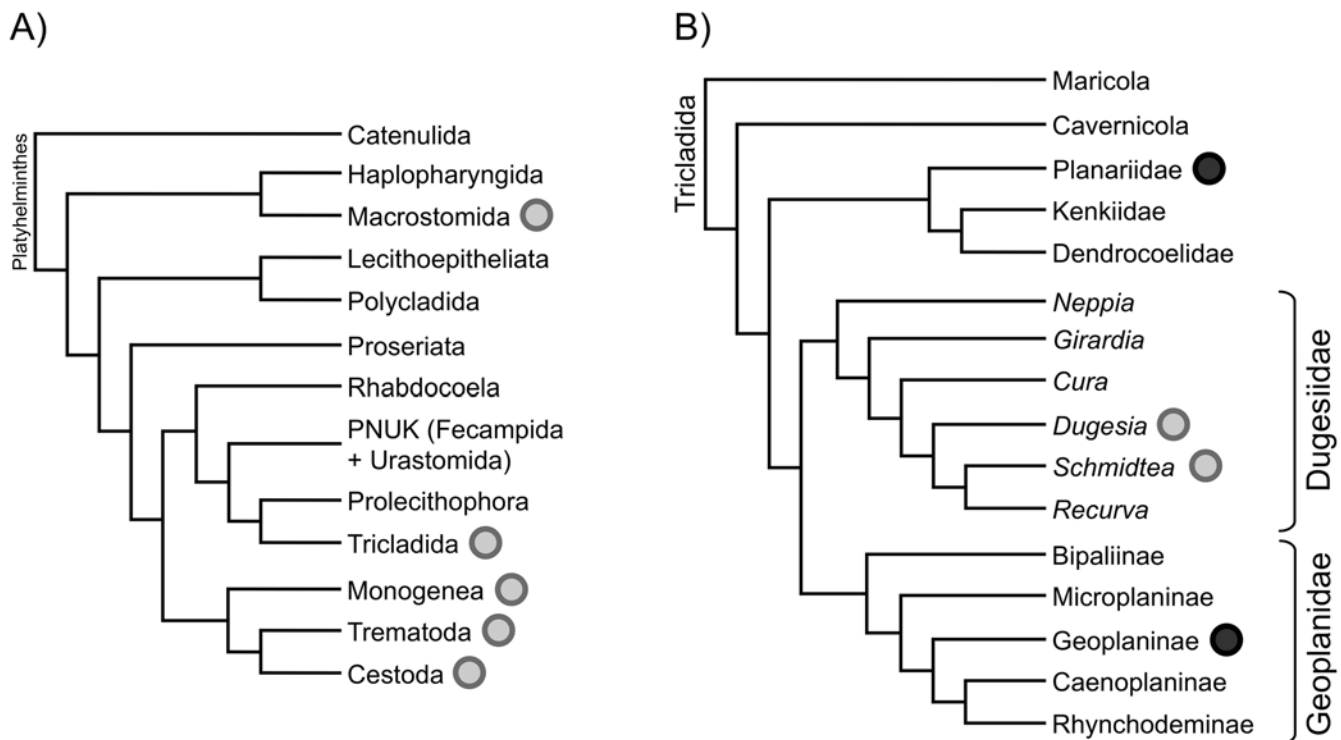 A)
Platyhelminthes
Catenulida
Haplopharyngida
Macrostomida
Lecithoepitheliata
Polycladida
Proseriata
Rhabdocoela
PNUK (Fecampida
+ Urastomida)
Prolecithophora
Tricladida
Monogenea
Trematoda
Cestoda
B)
Tricladida
Maricola
Cavernicola
Planariidae
Kenkiidae
Dendrocoelidae
Neppia
Girardia
Cura
Dugesia
Schmidtea
Recurva
Dugesiidae
Bipaliinae
Microplaninae
Geoplaninae
Caenoplaninae
Rhynchodeminae
Geoplanidae